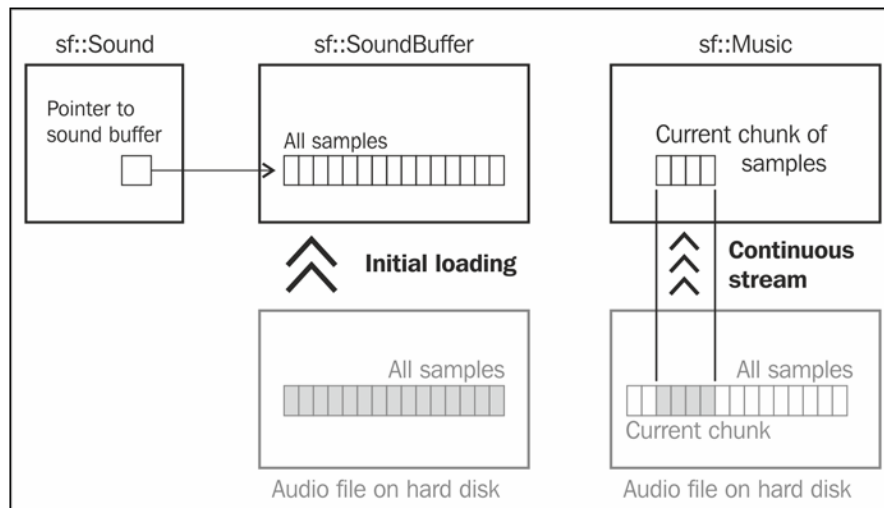 sf::Sound
sf::SoundBuffer
sf::Music
Pointer to
sound buffer
All samples
Current chunk of
samples
Initial loading
Continuous
stream
All samples
All samples
Current chunk
Audio file on hard disk
Audio file on hard disk